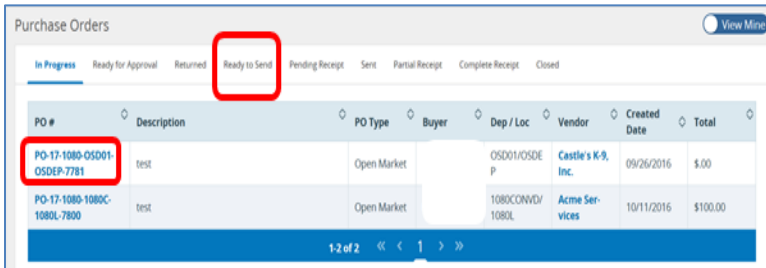 Purchase Orders
View Mine
In Progress Ready for Approval Returned Ready to Send Pending Receipt Sent Partial Receipt Complete Receipt Closed
PO # Description PO Type Buyer Dep / Loc Vendor Created Date Total
PO-17-1080-OSD01-
OSDEP-7781
test Open Market OSD01/OSDE
P
Castle's K-9,
Inc.
09/26/2016 $.00
PO-17-1080-1080C-
1080L-7800
test Open Market 1080CONVD/
1080L
Acme Ser-
vices
10/11/2016 $100.00
1-2 of 2 « < 1 > »